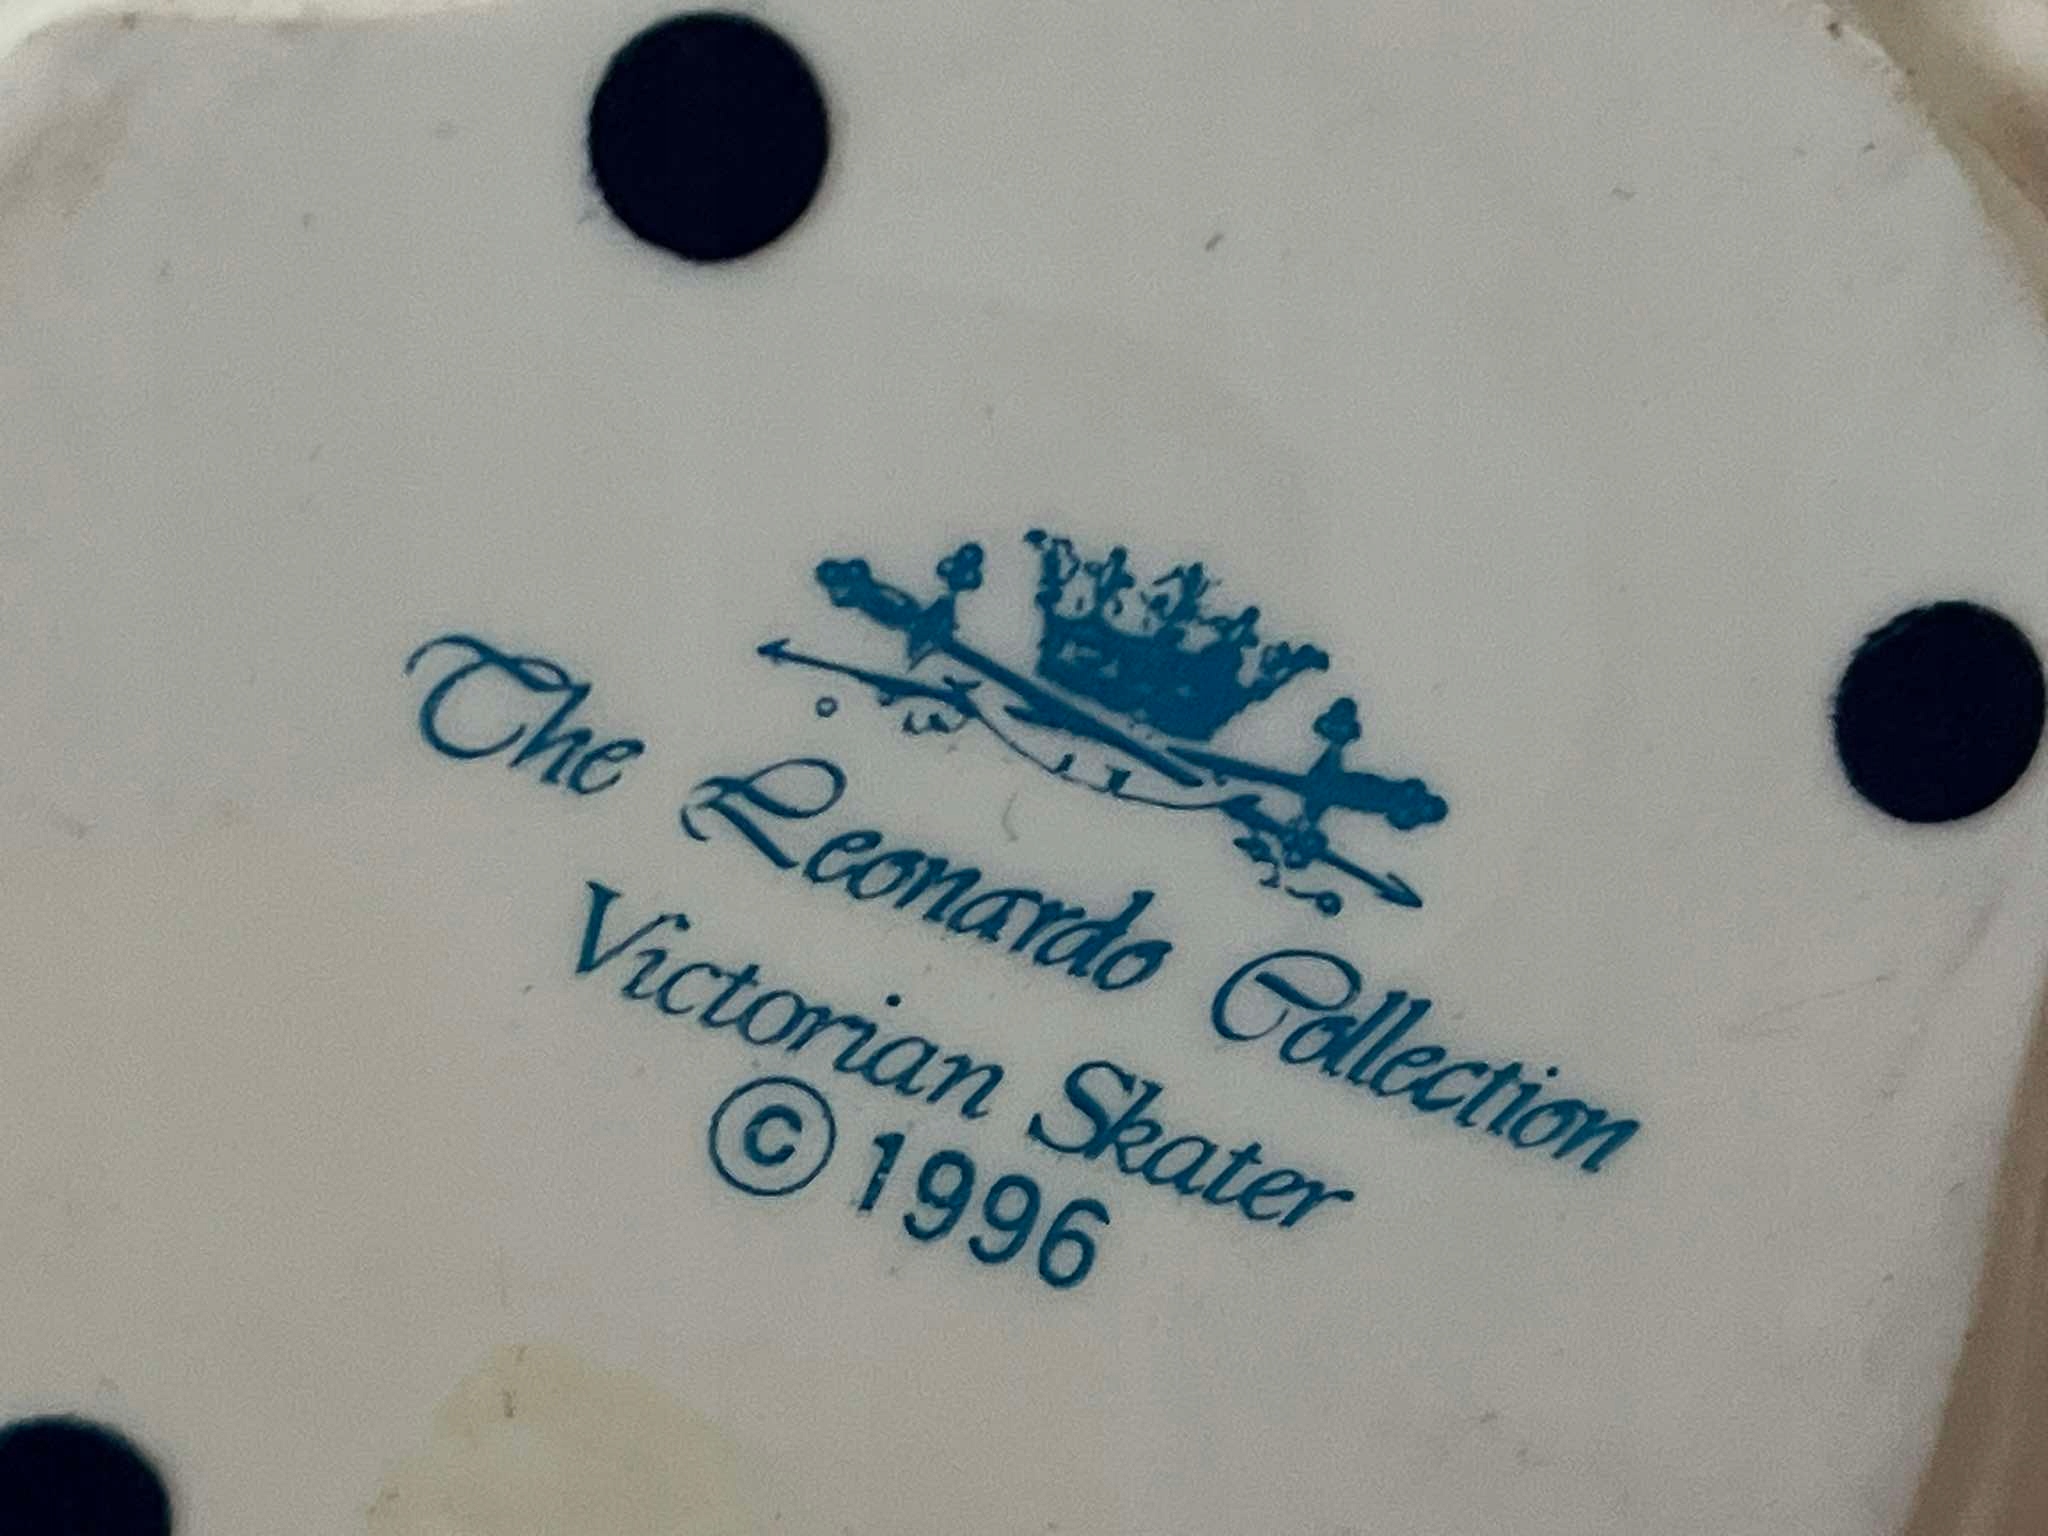 The Leonardo Collection
Victorian Skater
© 1996